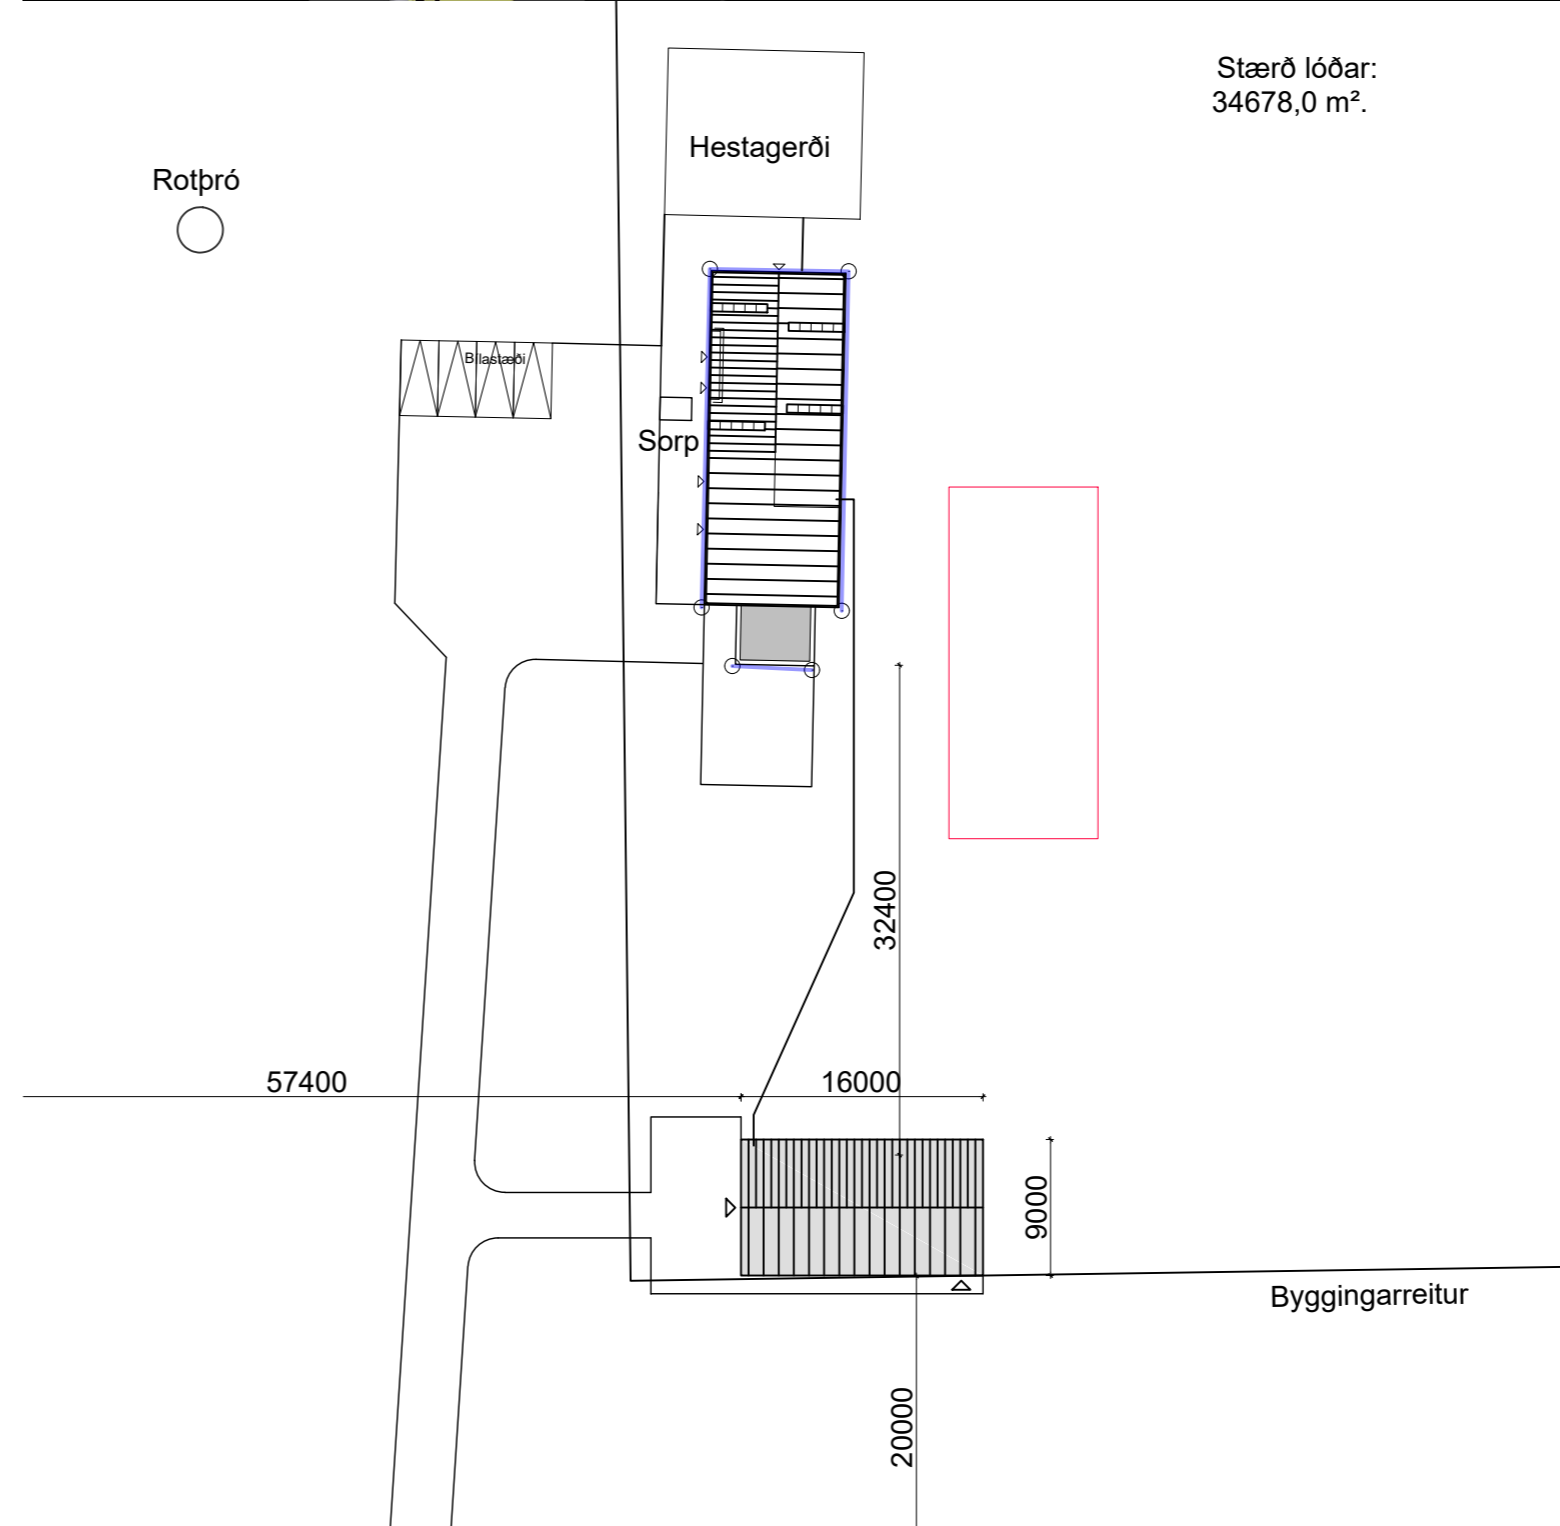 Stærð lóðar:
34678,0 m².
Hestagerði
Rotþró
Bílastæði
Sorp
32400
57400
16000
9000
Byggingarreitur
20000